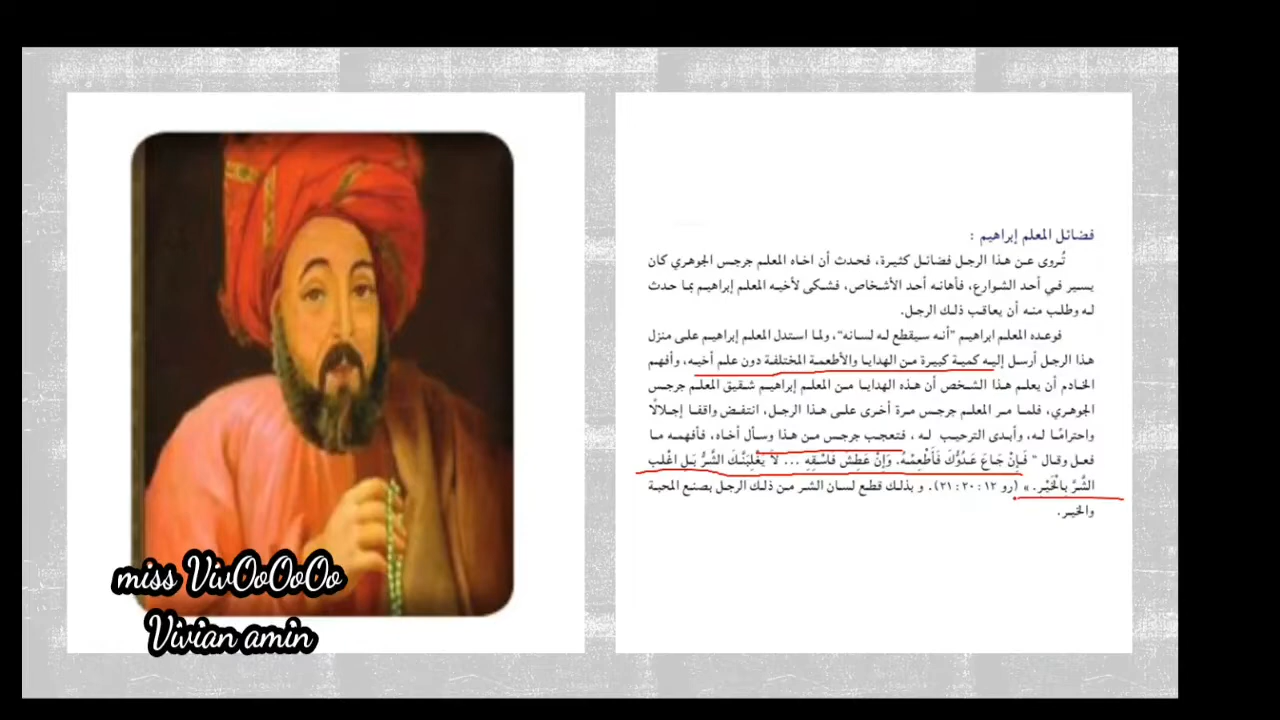 فضائل المعلم إبراهيم :
تُروى عن هذا الرجل فضائل كثيرة، فحدث أن اخاه المعلم جرجس الجوهري كان
يسير في أحد الشوارع، فأهانه أحد الأشخاص، فشكى لأخيه المعلم إبراهيم بما حدث
له وطلب منه أن يعاقب ذلك الرجل.
فوعده المعلم ابراهيم "أنه سيقطع له لسانه"، ولما استدل المعلم إبراهيم على منزل
هذا الرجل أرسل إليه كمية كبيرة من الهدايا والأطعمة المختلفة دون علم أخيه، وأفهم
الخادم أن يعلم هذا الشخص أن هذه الهدايا من المعلم إبراهيم شقيق المعلم جرجس
الجوهري، فلما مر المعلم جرجس مرة أخرى على هذا الرجل، انتفض واقفا إجلالًا
واحترامًا له، وأبدى الترحيب له ، فتعجب جرجس من هذا وسأل أخاه، فأفهمه ما
فعل وقال " فَإِنْ جَاعَ عَدُوُّكَ فَأَطْعِمْهُ. وَإِنْ عَطِشَ فَاسْقِهِ ... لاَ يَغْلِبَنَّكَ الشَّرُّ بَلِ اغْلِب
الشَّرَّ بِالْخَيْرِ. » (رو ١٢ : ٢٠ : ٢١). و بذلك قطع لسان الشر من ذلك الرجل بصنع المحبة
والخير.
miss VivOoOoOo
Vivian amin